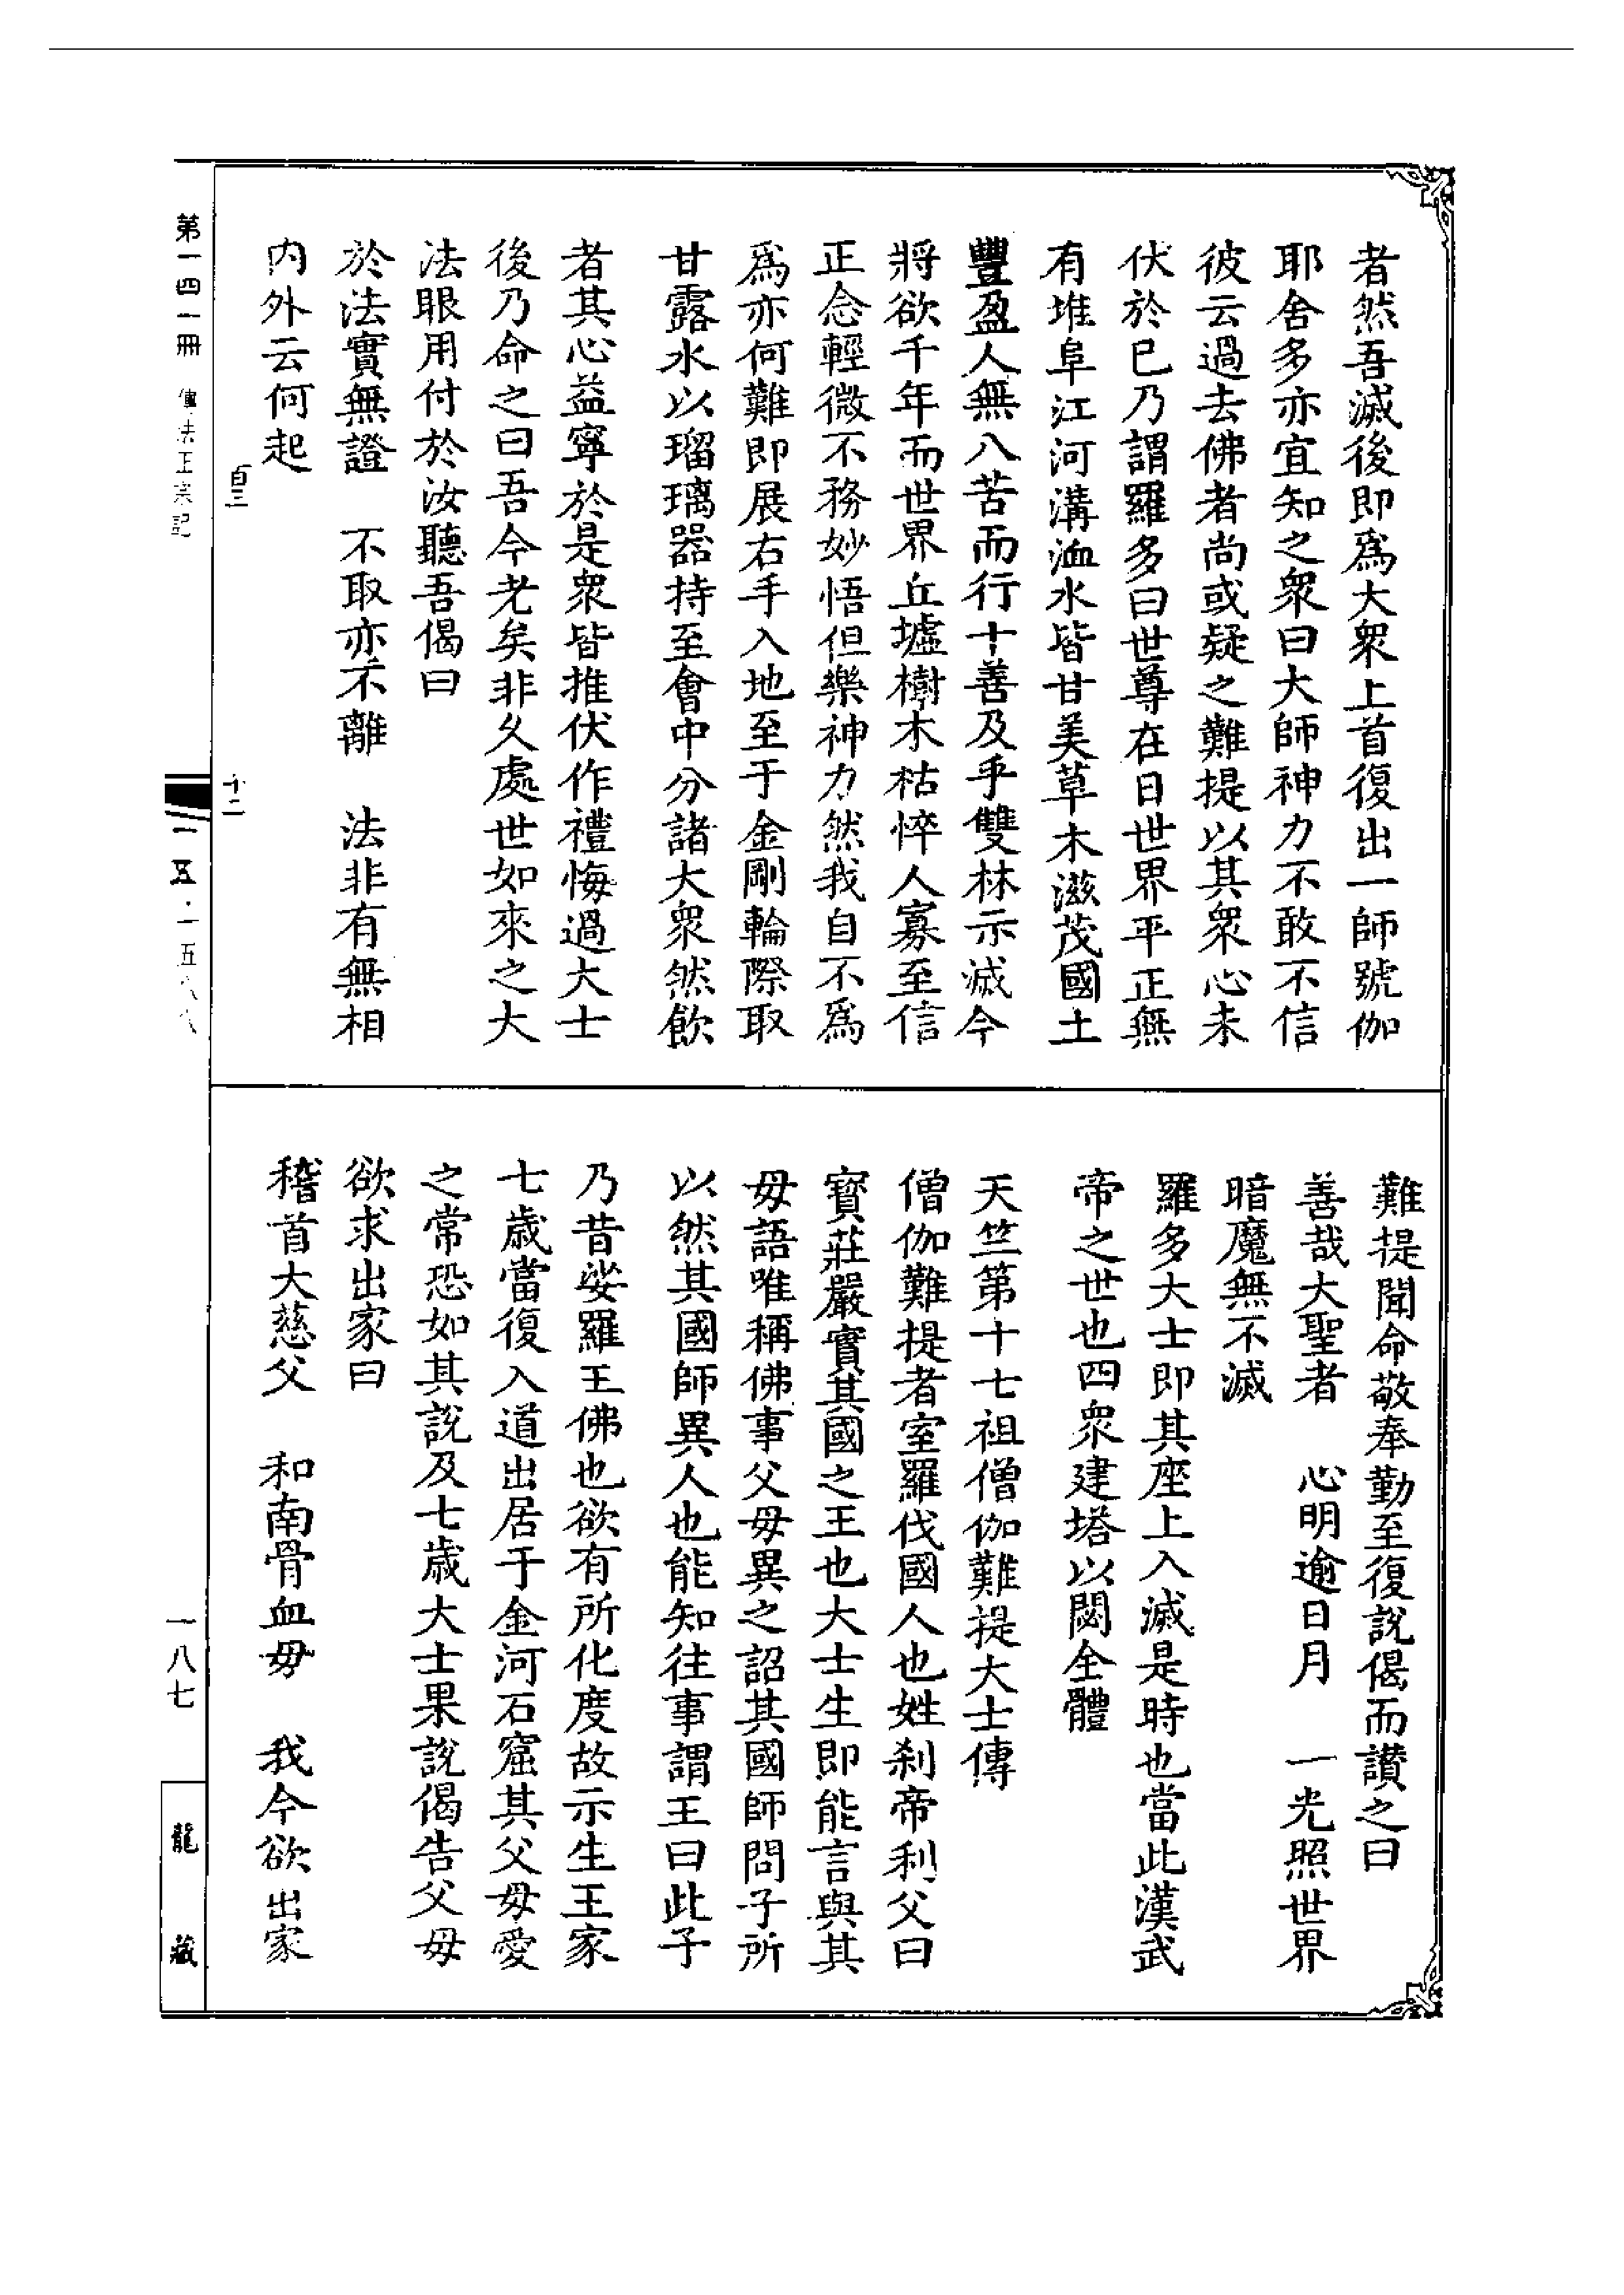 者然吾滅後即爲大衆上首復出一師號伽
耶舍多亦宜知之衆曰大師神力不敢不信
彼云過去佛者尚或疑之難提以其衆心未
伏於已乃謂羅多曰世尊在日世界平正無
有堆阜江河溝洫水皆甘美草木滋茂國土
豐盈人無八苦而行十善及乎雙林示滅今
將欲千年而世界丘墟樹木枯悴人寡至信
正念輕微不務妙悟但樂神力然我自不爲
爲亦何難即展右手入地至于金剛輪際取
甘露水以瑠璃器持至會中分諸大衆然飲
者其心益寧於是衆皆推伏作禮悔過大士
後乃命之曰吾今老矣非久處世如來之大
法眼用付於汝聽吾偈曰
於法實無證　不取亦不離　法非有無相
内外云何起
難提聞命敬奉勤至復說偈而讃之曰
善哉大聖者　心明逾日月　一光照世界
暗魔無不滅
羅多大士即其座上入滅是時也當此漢武
帝之世也四衆建塔以閟全體
天竺第十七祖僧伽難提大士傳
僧伽難提者室羅伐國人也姓刹帝利父曰
寶莊嚴實其國之王也大士生即能言與其
毋語唯稱佛事父毋異之詔其國師問子所
以然其國師異人也能知往事謂王曰此子
乃昔娑羅王佛也欲有所化度故示生王家
七歲當復入道出居于金河石窟其父毋愛
之常恐如其說及七歲大士果說偈告父毋
欲求出家曰
稽首大慈父　和南骨血毋　我今欲出家
第一四一冊　傳法正宗記
百三　十二
一八七
龍藏